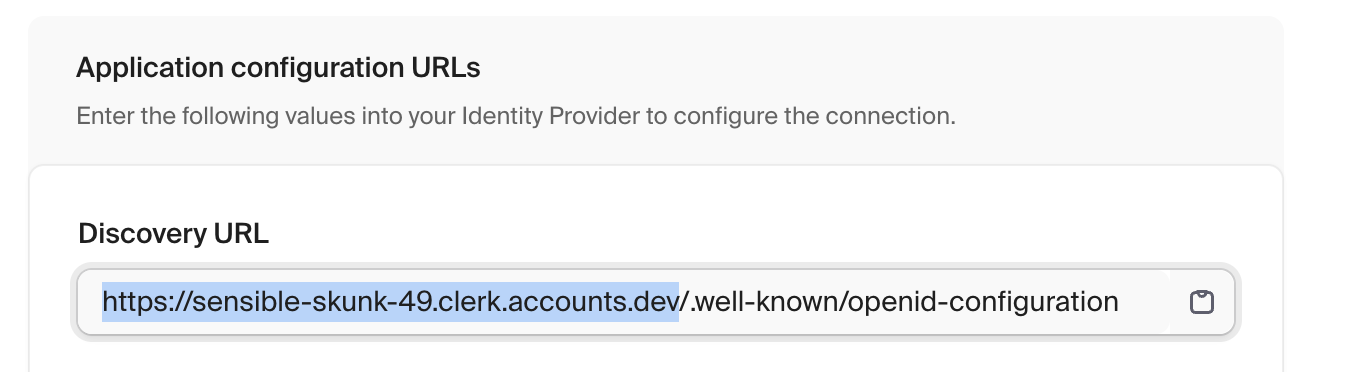 Application configuration URLs
Enter the following values into your Identity Provider to configure the connection.
Discovery URL
https://sensible-skunk-49.clerk.accounts.dev/.well-known/openid-configuration